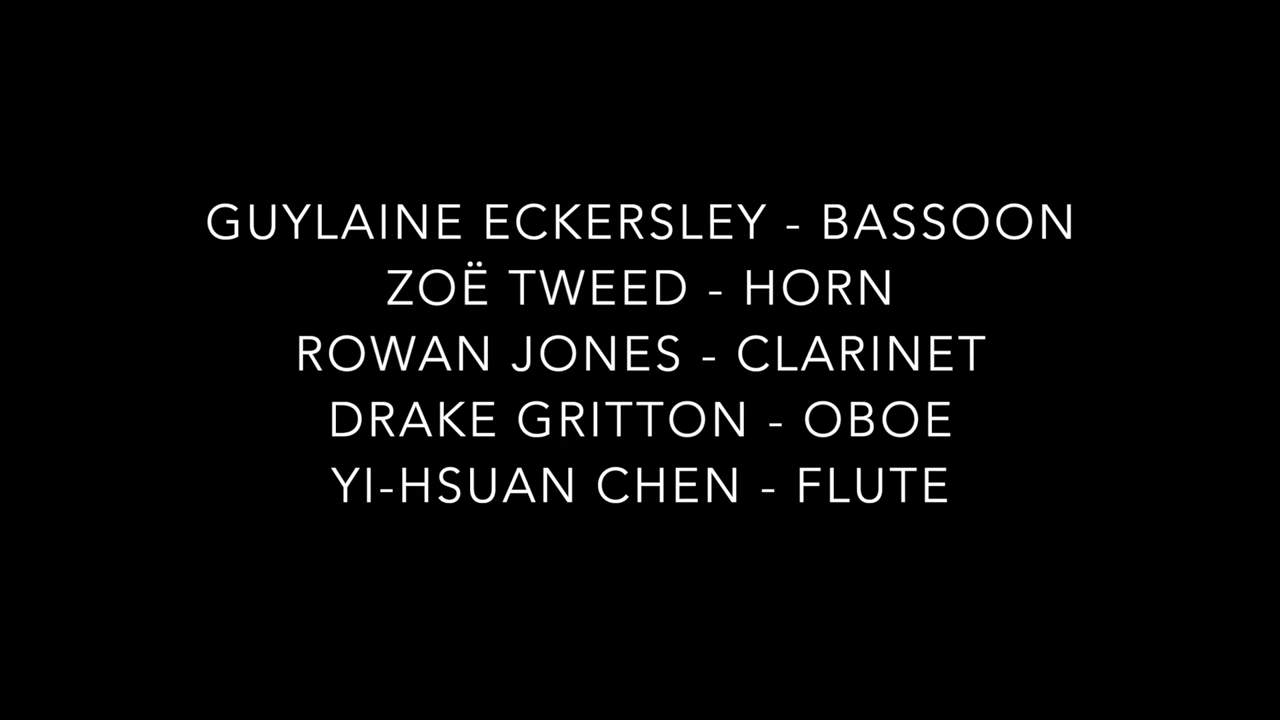 GUYLAINE ECKERSLEY - BASSOON
ZOË TWEED - HORN
ROWAN JONES - CLARINET
DRAKE GRITTON - OBOE
YI-HSUAN CHEN - FLUTE